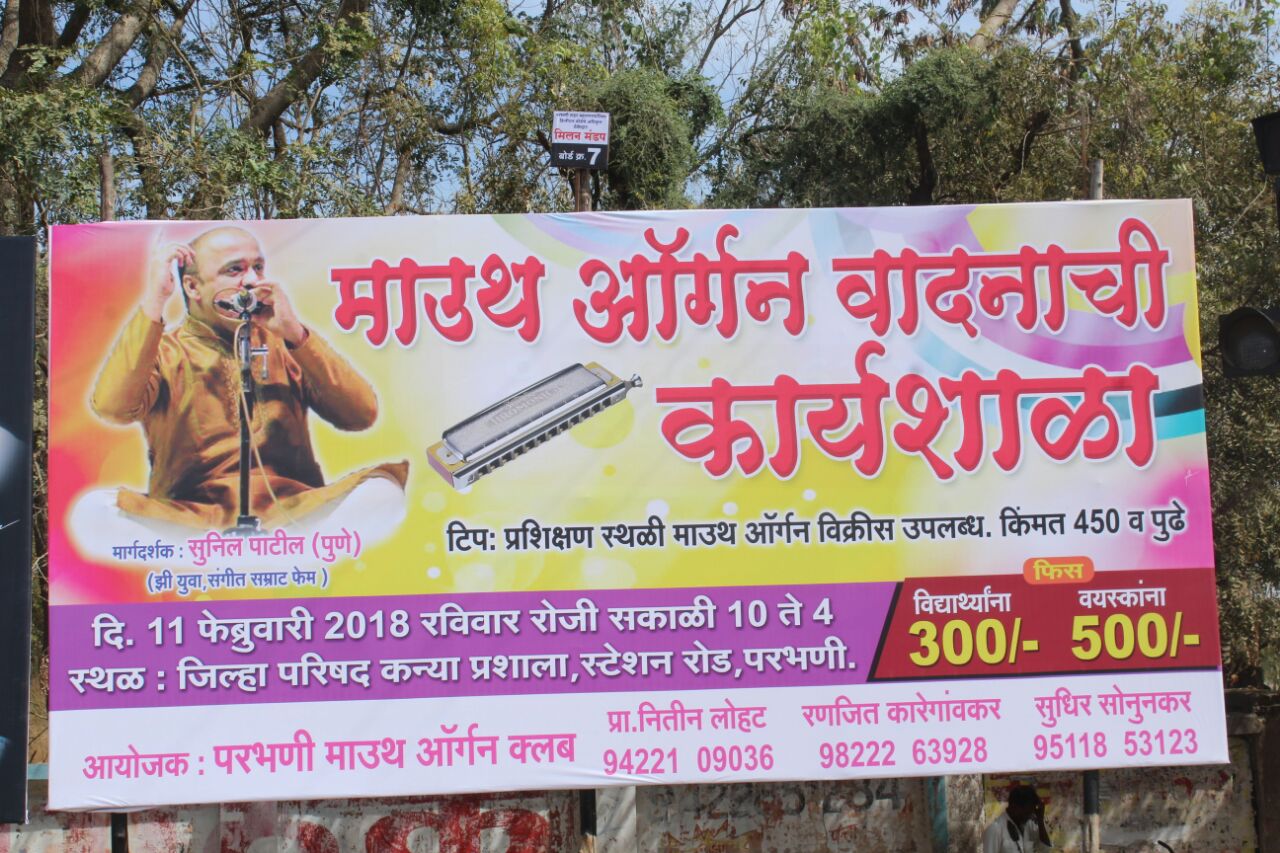 मिलन मंडप
बोर्ड क्र. 7
माउथ ऑर्गन वादनाची
कार्यशाळा
टिप: प्रशिक्षण स्थळी माउथ ऑर्गन विक्रीस उपलब्ध. किंमत 450 व पुढे
मार्गदर्शक : सुनिल पाटील (पुणे)
(झी युवा,संगीत सम्राट फेम )
फिस
विद्यार्थ्यांना वयस्कांना
300/- 500/-
दि. 11 फेब्रुवारी 2018 रविवार रोजी सकाळी 10 ते 4
स्थळ : जिल्हा परिषद कन्या प्रशाला,स्टेशन रोड,परभणी.
आयोजक : परभणी माउथ ऑर्गन क्लब
प्रा.नितीन लोहट
94221 09036
रणजित कारेगांवकर
98222 63928
सुधिर सोनुनकर
95118 53123